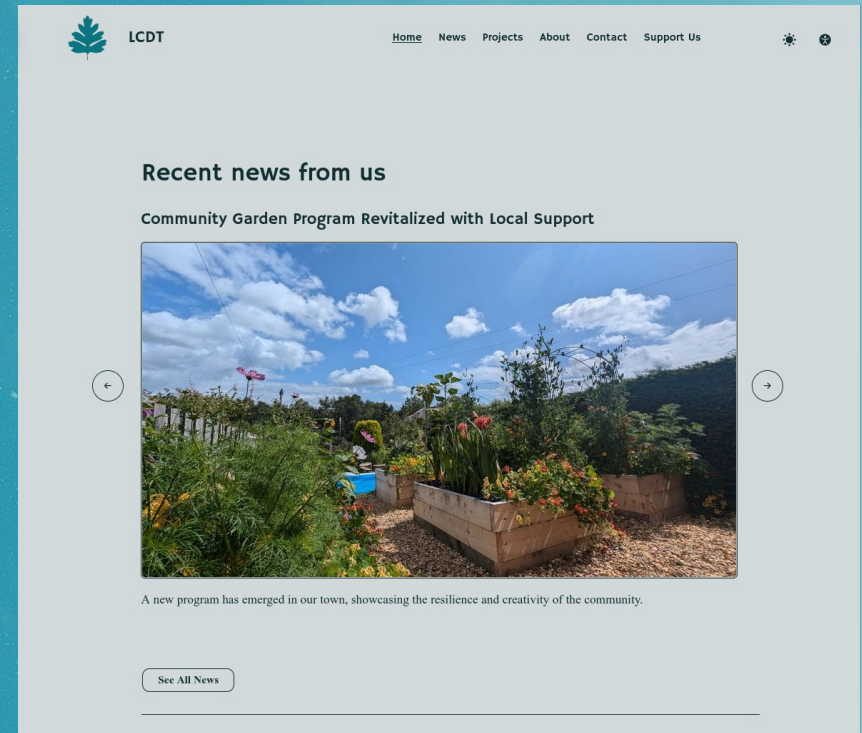 LCDT
Home News Projects About Contact Support Us
Recent news from us
Community Garden Program Revitalized with Local Support
A new program has emerged in our town, showcasing the resilience and creativity of the community.
See All News